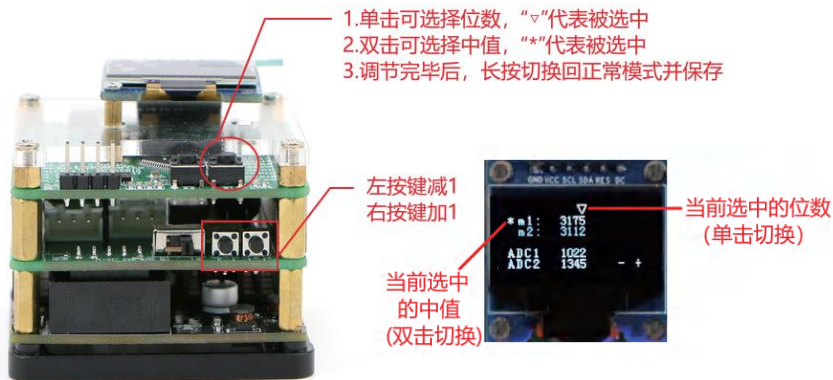 1.单击可选择位数，“▽”代表被选中
2.双击可选择中值，“*”代表被选中
3.调节完毕后，长按切换回正常模式并保存
左按键减1
右按键加1
GND VCC SCL SDA RES DC
▽
* m1: 3175
m2: 3112
ADC1 1022
ADC2 1345 - +
当前选中的位数
（单击切换）
当前选中
的中值
(双击切换)